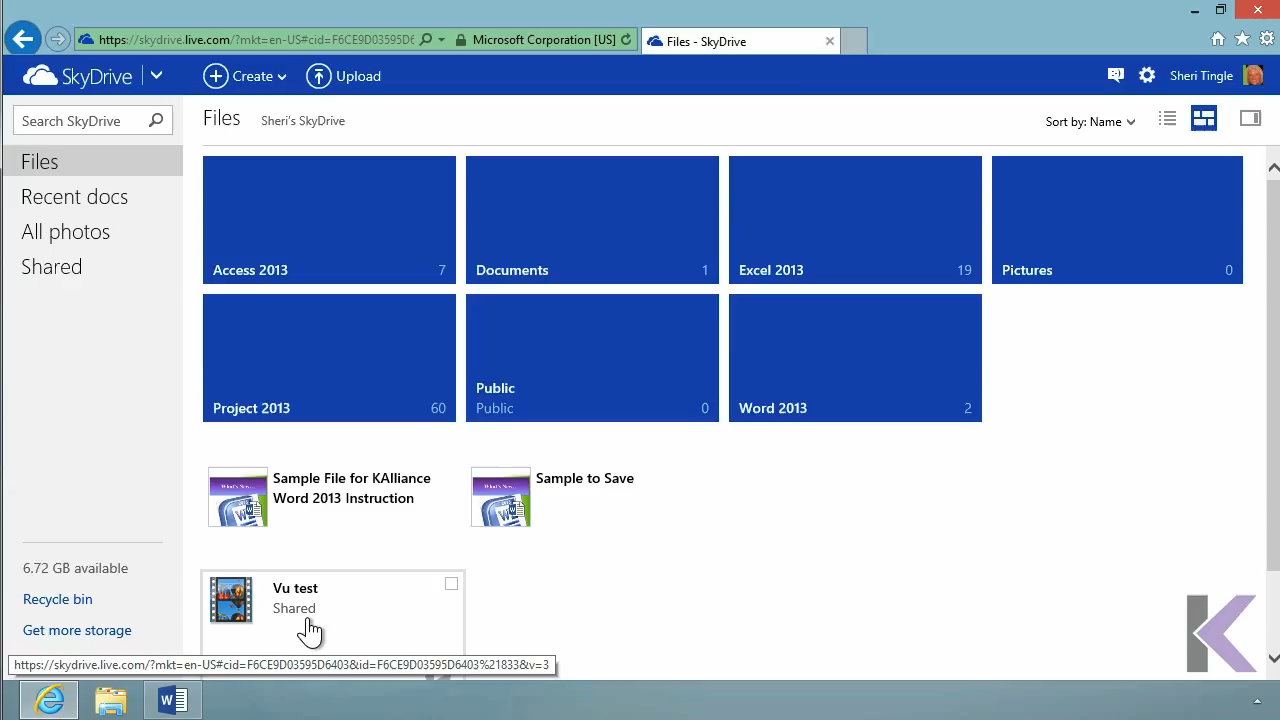 https://skydrive.live.com/?mkt=en-US#cid=F6CE9D03595D6
Microsoft Corporation [US]
Files - SkyDrive
SkyDrive
Create
Upload
Sheri Tingle
Search SkyDrive
Files
Sheri's SkyDrive
Sort by: Name
Files
Recent docs
All photos
Shared
Access 2013
7
Documents
1
Excel 2013
19
Pictures
0
Project 2013
60
Public
Public
0
Word 2013
2
What's New...
Sample File for KAlliance
Word 2013 Instruction
What's New...
Sample to Save
Vu test
Shared
6.72 GB available
Recycle bin
Get more storage
https://skydrive.live.com/?mkt=en-US#cid=F6CE9D03595D6403&id=F6CE9D03595D6403%21833&v=3
K